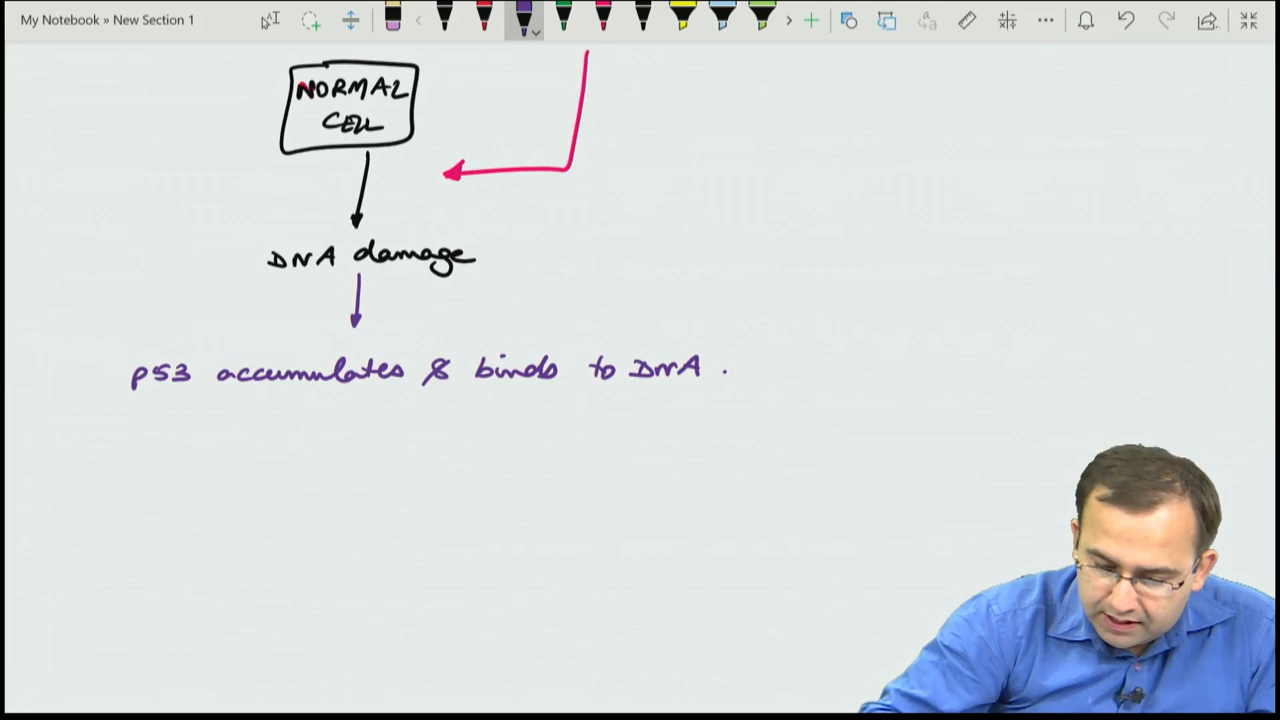 My Notebook » New Section 1
NORMAL
CELL
DNA damage
p53 accumulates & binds to DNA .